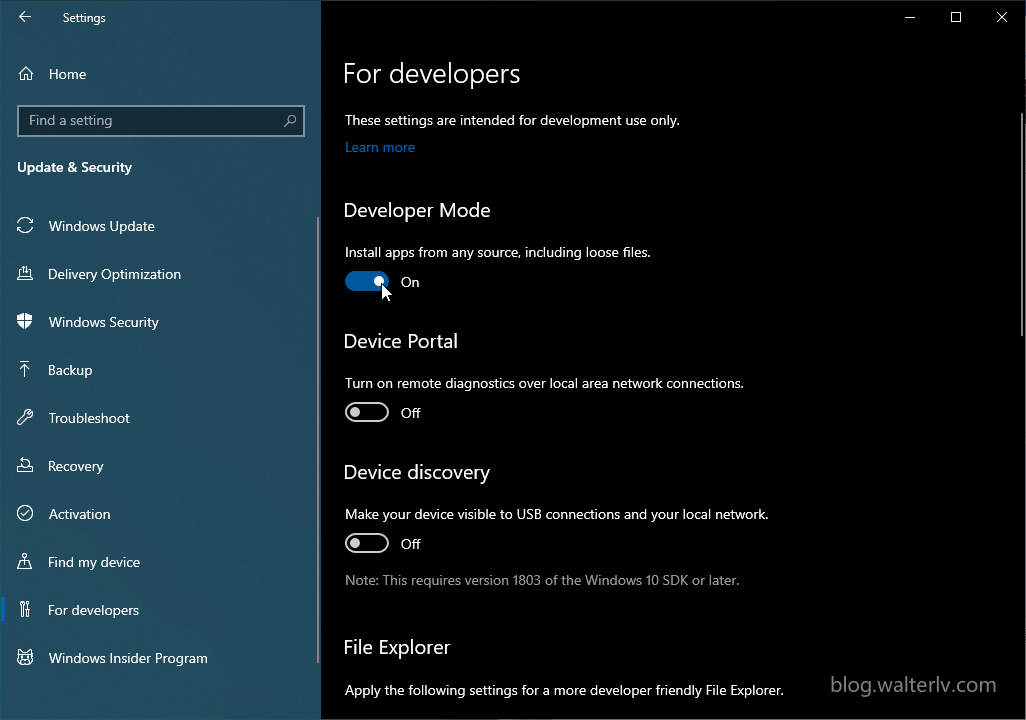 Settings
Home
Find a setting
Update & Security
Windows Update
Delivery Optimization
Windows Security
Backup
Troubleshoot
Recovery
Activation
Find my device
For developers
Windows Insider Program
For developers
These settings are intended for development use only.
Learn more
Developer Mode
Install apps from any source, including loose files.
On
Device Portal
Turn on remote diagnostics over local area network connections.
Off
Device discovery
Make your device visible to USB connections and your local network.
Off
Note: This requires version 1803 of the Windows 10 SDK or later.
File Explorer
Apply the following settings for a more developer friendly File Explorer.
blog.walterlv.com